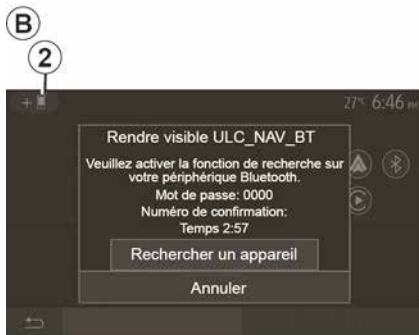 B
2
27°C 6:46 PM
Rendre visible ULC_NAV_BT
Veuillez activer la fonction de recherche sur
votre périphérique Bluetooth.
Mot de passe: 0000
Numéro de confirmation:
Temps 2:57
Rechercher un appareil
Annuler